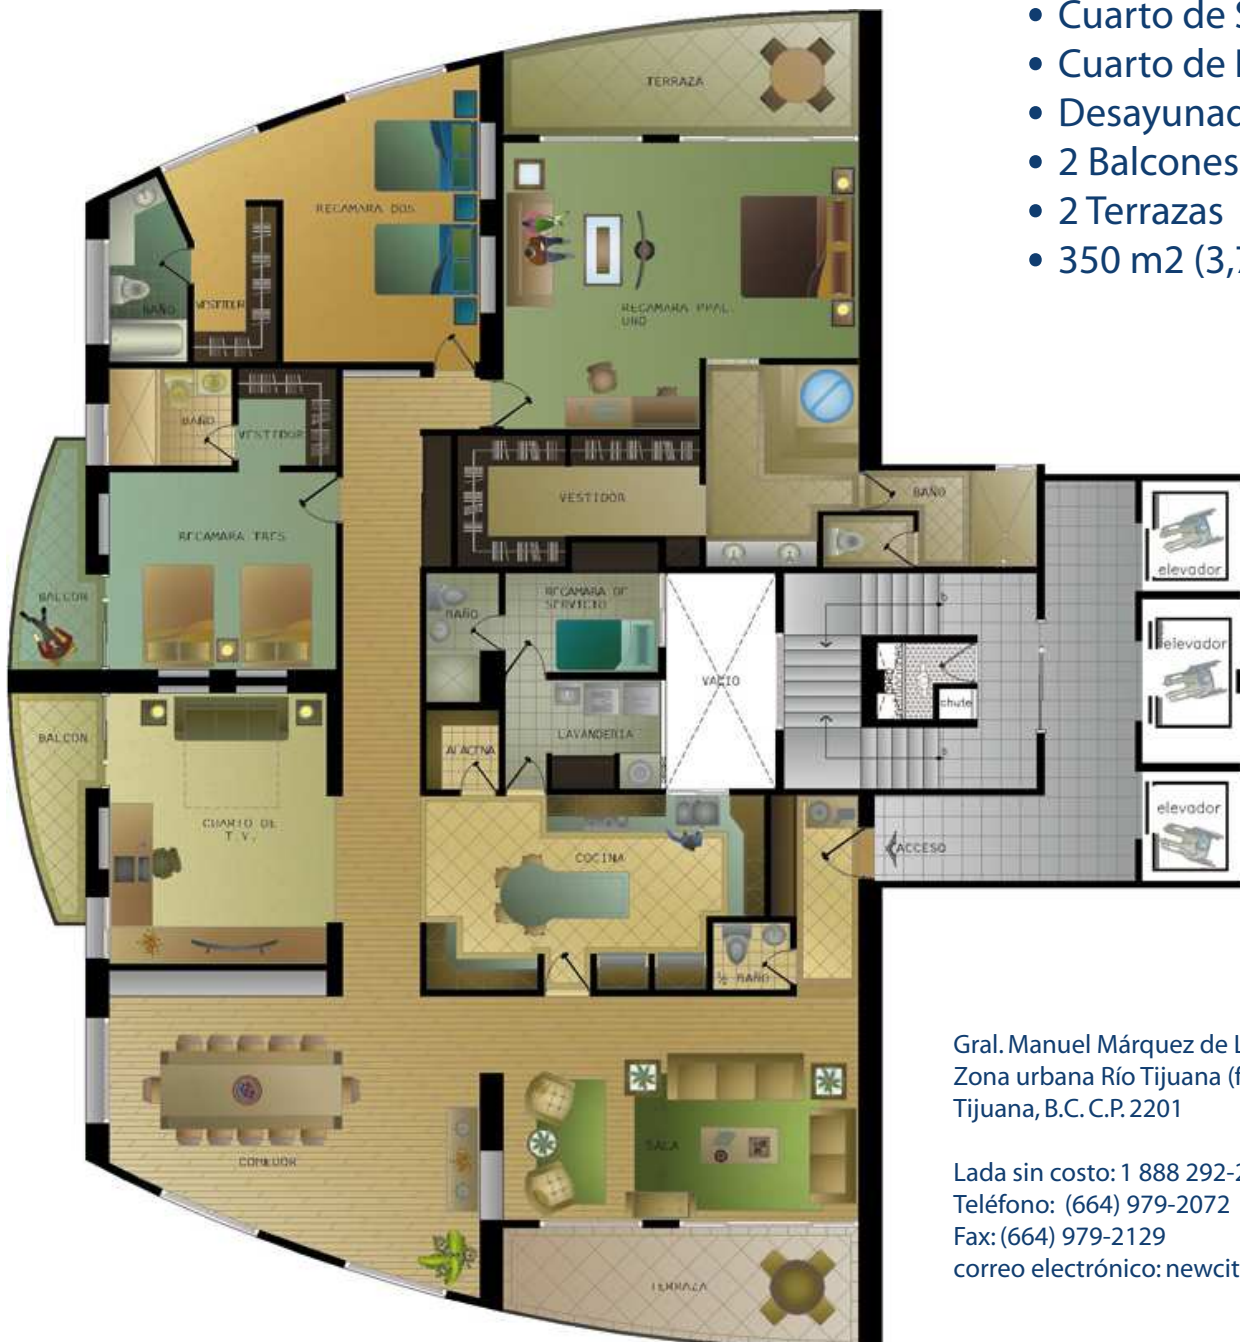 • Cuarto de S
• Cuarto de
• Desayunad
• 2 Balcones
• 2 Terrazas
• 350 m2 (3,7
TERRAZA
RECAMARA DOS
RECAMARA PPAL.
UNO
BAÑO
VESTIDOR
BAÑO
VESTIDOR
VESTIDOR
BAÑO
RECAMARA TRES
elevador
BALCON
BAÑO
RECAMARA DE
SERVICIO
elevador
VACIO
chute
BALCON
ALACENA
LAVANDERIA
CUARTO DE
T.V.
elevador
COCINA
ACCESO
½ BAÑO
COMEDOR
SALA
TERRAZA
Gral. Manuel Márquez de L
Zona urbana Río Tijuana (f
Tijuana, B.C. C.P. 2201
Lada sin costo: 1 888 292-2
Teléfono: (664) 979-2072
Fax: (664) 979-2129
correo electrónico: newcit